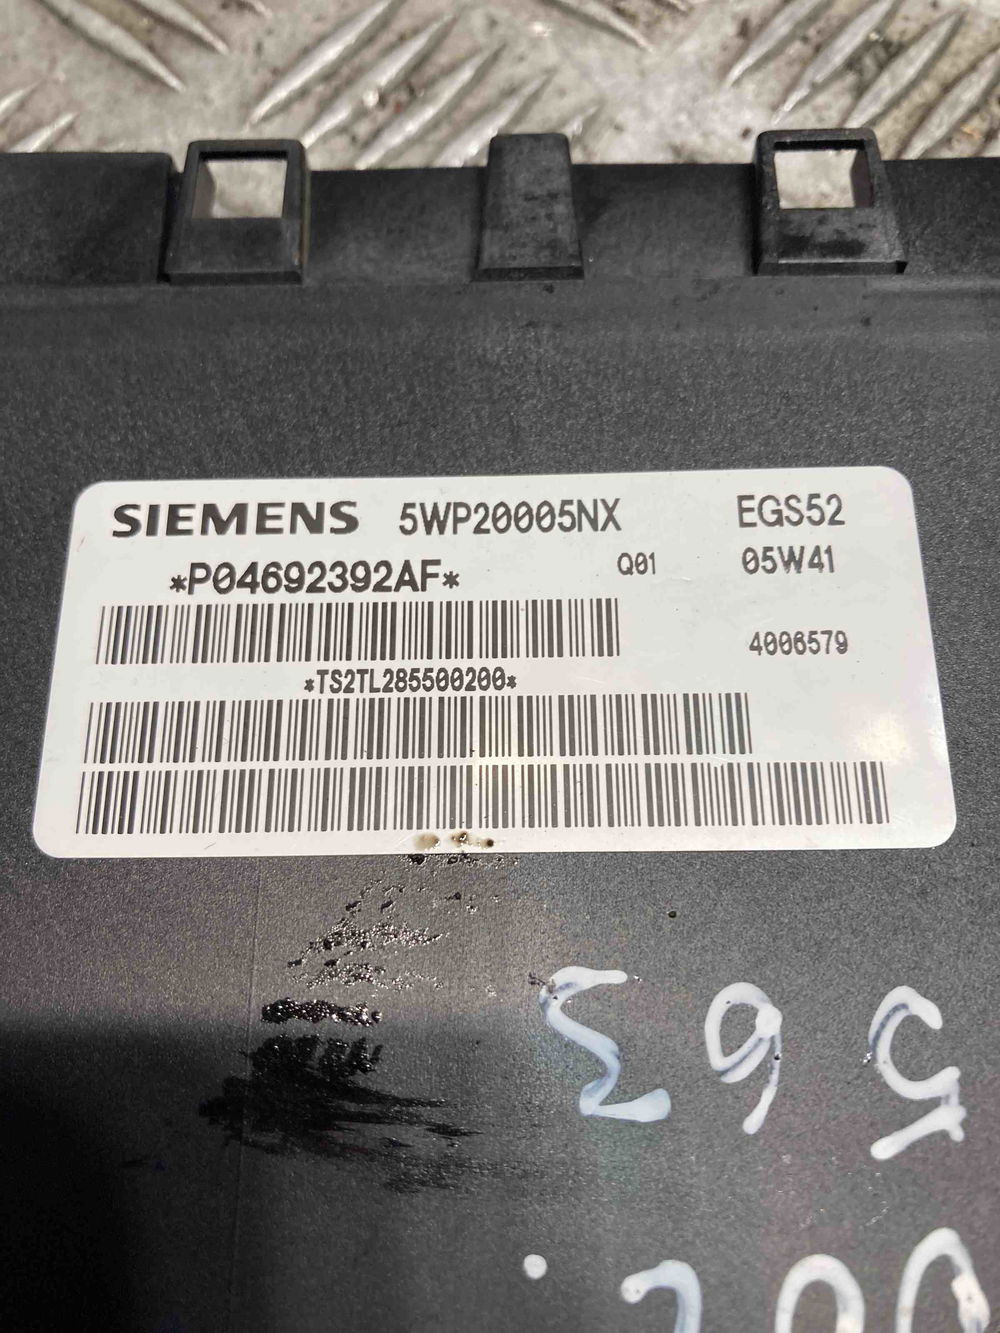 SIEMENS 5WP20005NX EGS52
*P04692392AF* Q01 05W41
4006579
*TS2TL285500200*